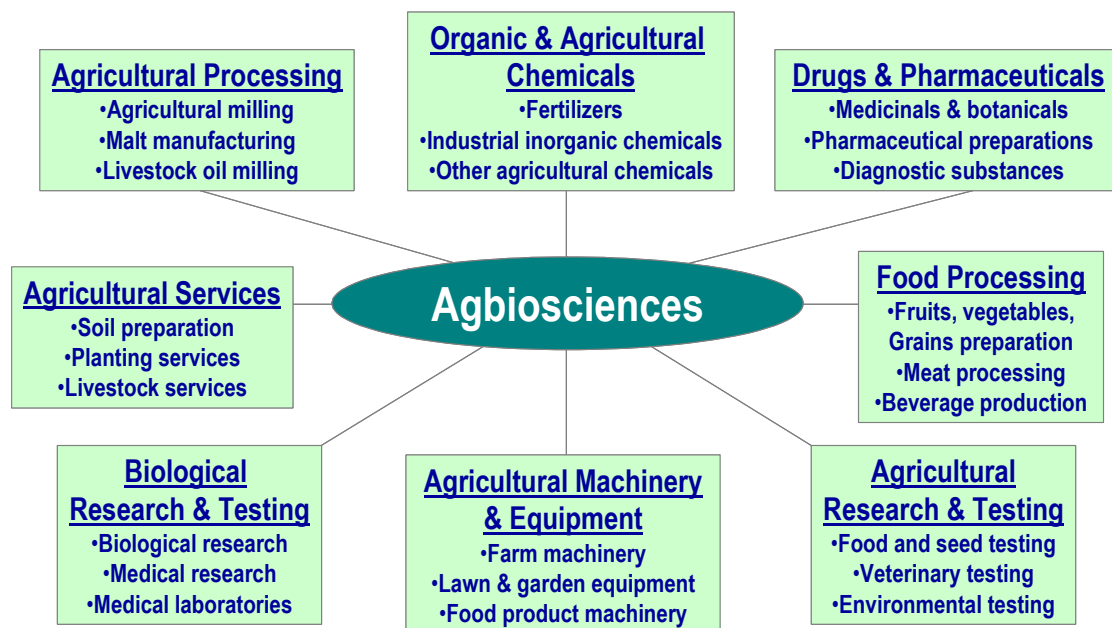 Agricultural Processing
•Agricultural milling
•Malt manufacturing
•Livestock oil milling
Organic & Agricultural
Chemicals
•Fertilizers
•Industrial inorganic chemicals
•Other agricultural chemicals
Drugs & Pharmaceuticals
•Medicinals & botanicals
•Pharmaceutical preparations
•Diagnostic substances
Agricultural Services
•Soil preparation
•Planting services
•Livestock services
Agbiosciences
Food Processing
•Fruits, vegetables,
Grains preparation
•Meat processing
•Beverage production
Biological
Research & Testing
•Biological research
•Medical research
•Medical laboratories
Agricultural Machinery
& Equipment
•Farm machinery
•Lawn & garden equipment
•Food product machinery
Agricultural
Research & Testing
•Food and seed testing
•Veterinary testing
•Environmental testing